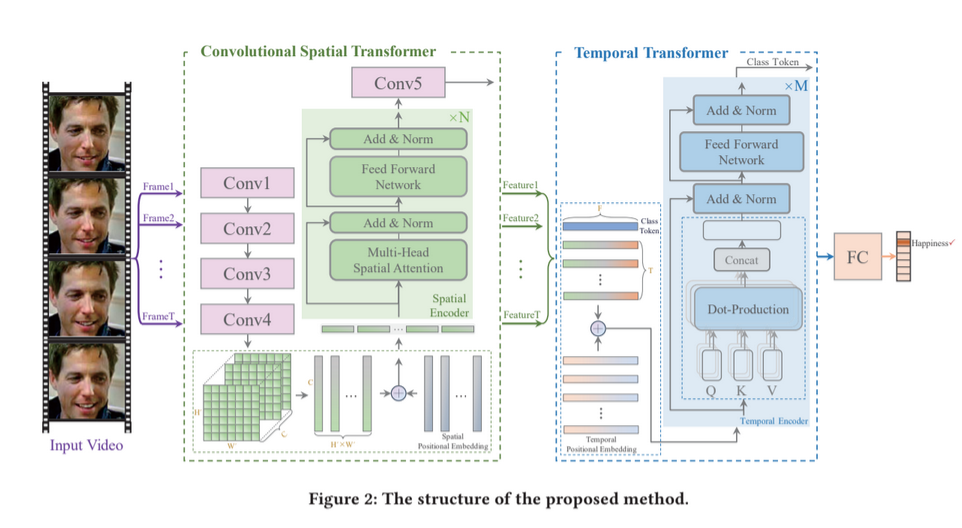 Convolutional Spatial Transformer
Temporal Transformer
Class Token
Conv5
×N
Add & Norm
Feed Forward
Network
Add & Norm
Multi-Head
Spatial Attention
Spatial
Encoder
Conv1
Conv2
Conv3
Conv4
Frame1
Frame2
FrameT
Input Video
H'
W'
C
C
H'×W'
Spatial
Positional Embedding
Feature1
Feature2
FeatureT
F
Class
Token
T
Temporal
Positional Embedding
×M
Add & Norm
Feed Forward
Network
Add & Norm
Concat
Dot-Production
Q K V
Temporal Encoder
FC
Happiness✓
Figure 2: The structure of the proposed method.